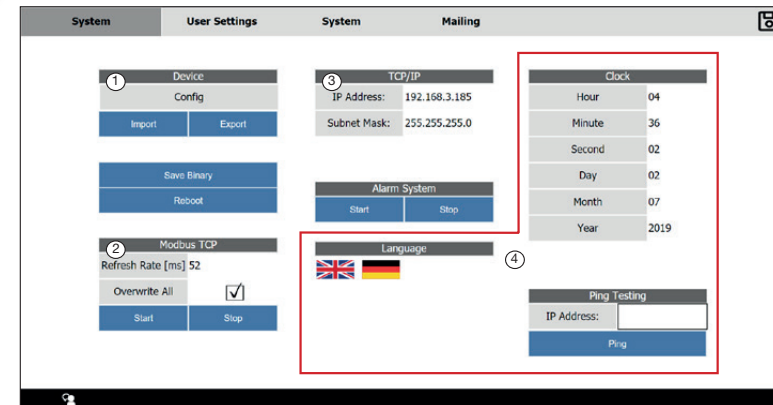 System User Settings System Mailing
1 Device
Config
Import Export
Save Binary
Reboot
2 Modbus TCP
Refresh Rate [ms] 52
Overwrite All
Start Stop
3 TCP/IP
IP Address: 192.168.3.185
Subnet Mask: 255.255.255.0
Alarm System
Start Stop
Language
4
Clock
Hour 04
Minute 36
Second 02
Day 02
Month 07
Year 2019
Ping Testing
IP Address:
Ping